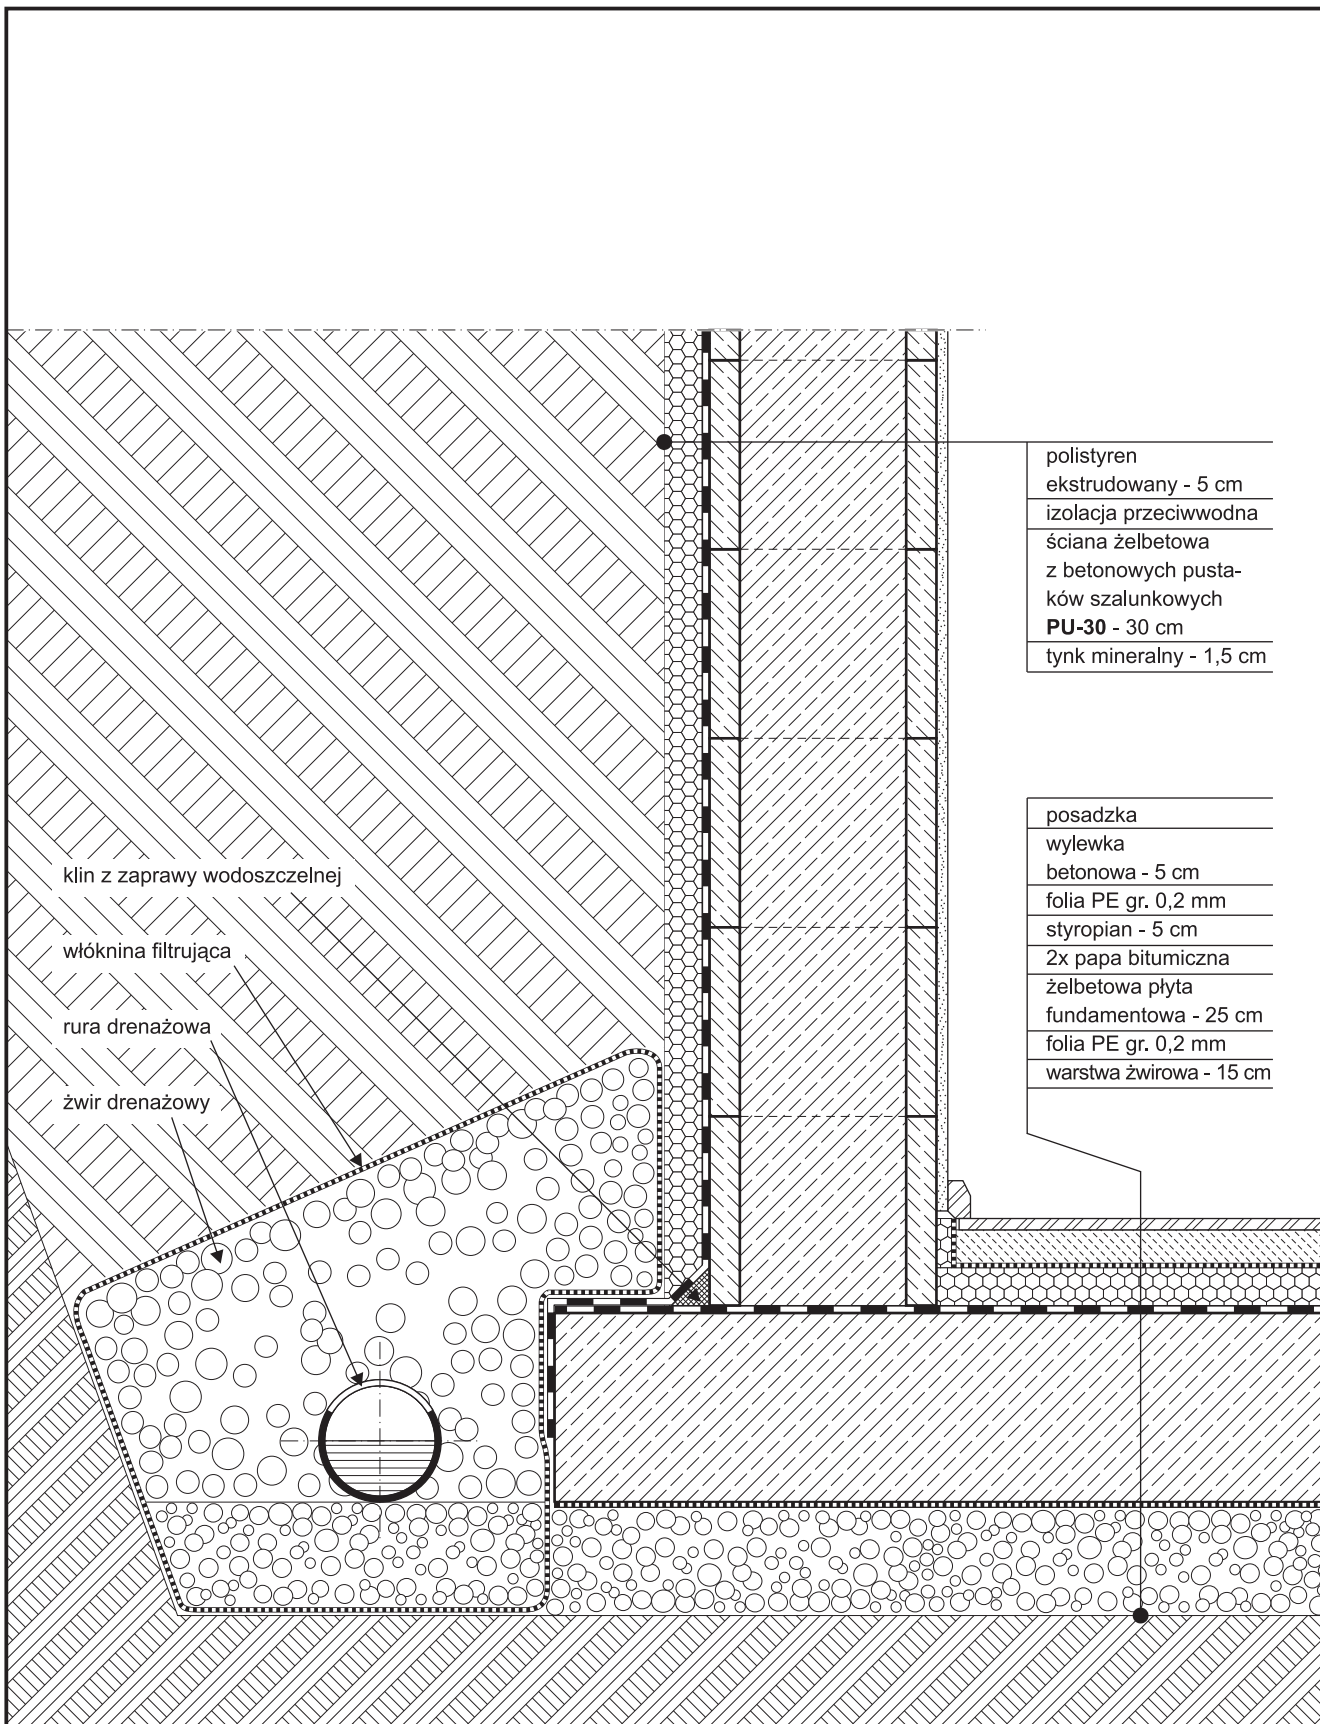 polistyren
ekstrudowany - 5 cm
izolacja przeciwwodna
ściana żelbetowa
z betonowych pusta-
ków szalunkowych
PU-30 - 30 cm
tynk mineralny - 1,5 cm
posadzka
wylewka
betonowa - 5 cm
folia PE gr. 0,2 mm
styropian - 5 cm
2x papa bitumiczna
żelbetowa płyta
fundamentowa - 25 cm
folia PE gr. 0,2 mm
warstwa żwirowa - 15 cm
klin z zaprawy wodoszczelnej
włóknina filtrująca
rura drenażowa
żwir drenażowy